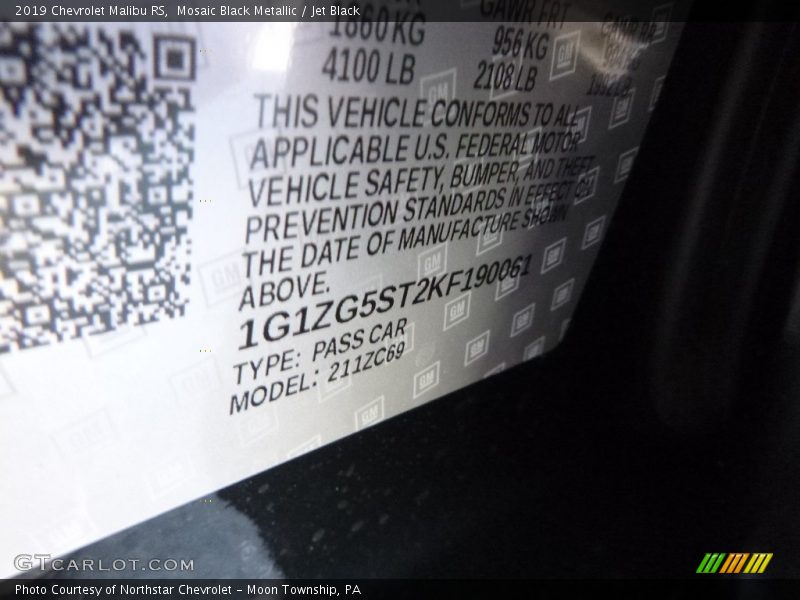 2019 Chevrolet Malibu RS, Mosaic Black Metallic / Jet Black
1860 KG
GAWR FRT
956 KG
4100 LB
2108 LB
THIS VEHICLE CONFORMS TO ALL
APPLICABLE U.S. FEDERAL MOTOR
VEHICLE SAFETY, BUMPER, AND THEFT
PREVENTION STANDARDS IN EFFECT ON
THE DATE OF MANUFACTURE SHOWN
ABOVE.
1G1ZG5ST2KF190061
TYPE: PASS CAR
MODEL: 211ZC69
GTCARLOT.COM
Photo Courtesy of Northstar Chevrolet - Moon Township, PA